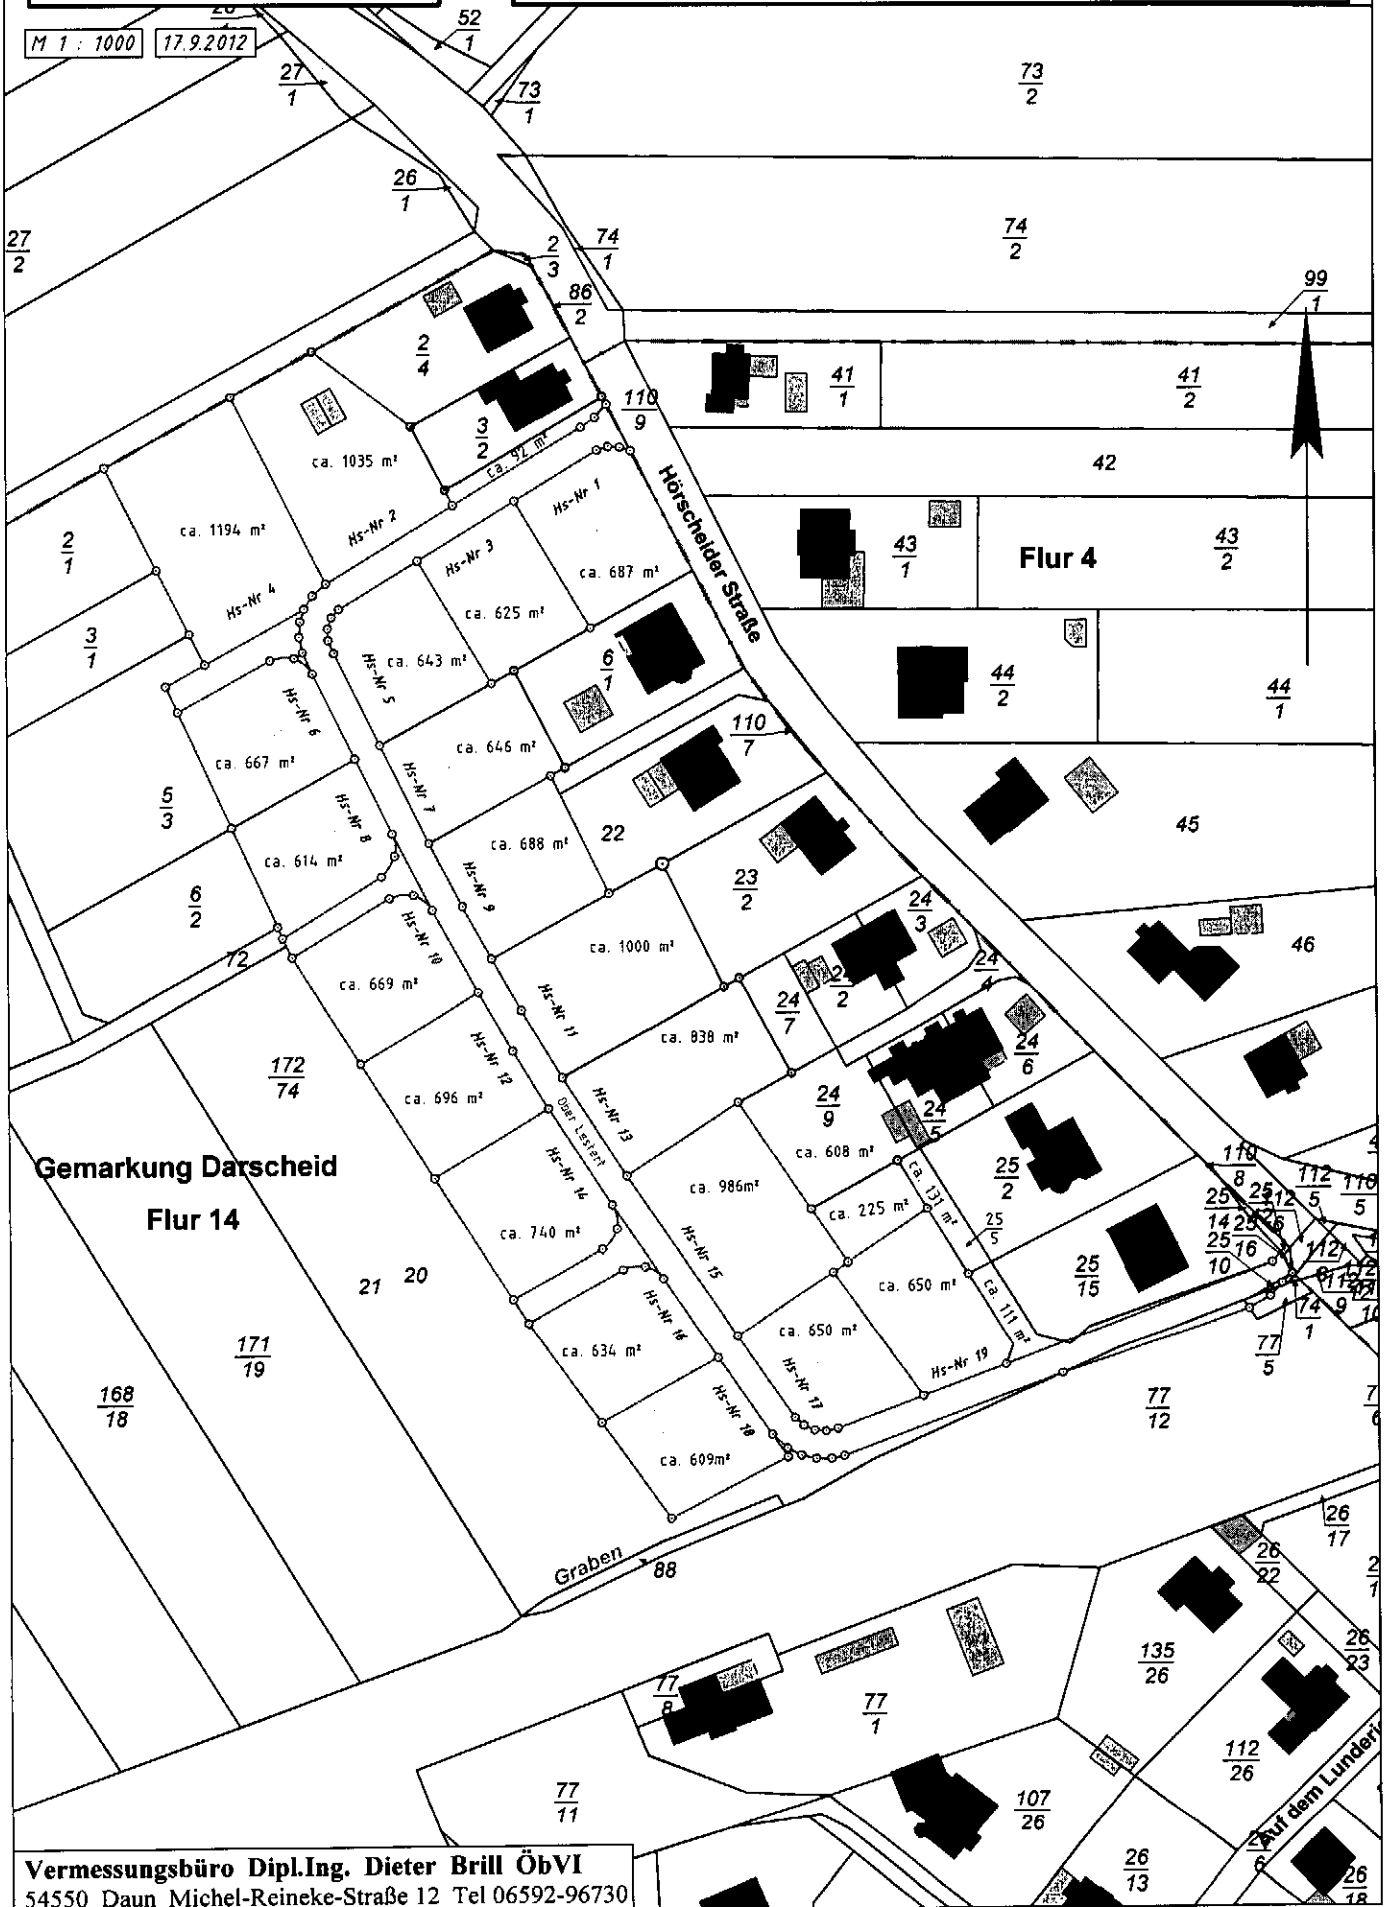 M 1 : 1000
17.9.2012
52
1
27
1
73
1
73
2
26
1
27
2
74
1
74
2
2
3
86
2
99
1
2
4
41
1
41
2
3
2
110
9
ca. 92 m²
42
ca. 1035 m²
Hörscheider Straße
Hs-Nr 1
Hs-Nr 2
ca. 1194 m²
43
1
Flur 4
43
2
2
1
Hs-Nr 3
ca. 687 m²
Hs-Nr 4
ca. 625 m²
3
1
ca. 643 m²
6
1
44
2
44
1
Hs-Nr 5
Hs-Nr 6
110
7
ca. 646 m²
ca. 667 m²
Hs-Nr 7
5
3
Hs-Nr 8
22
45
ca. 688 m²
ca. 614 m²
23
2
Hs-Nr 9
6
2
24
3
Hs-Nr 10
ca. 1000 m²
46
72
24
4
24
2
ca. 669 m²
24
7
Hs-Nr 11
ca. 838 m²
24
6
Hs-Nr 12
172
74
24
9
24
5
ca. 696 m²
Ober Lestert
Hs-Nr 13
Gemarkung Darscheid
Flur 14
ca. 608 m²
ca. 131 m²
25
2
Hs-Nr 14
ca. 986m²
ca. 225 m²
25
5
110
8
112
5
110
5
25
14
25
16
25
10
ca. 740 m²
Hs-Nr 15
21
20
ca. 650 m²
25
15
ca. 111 m²
74
1
77
5
171
19
168
18
Hs-Nr 16
ca. 650 m²
ca. 634 m²
Hs-Nr 19
Hs-Nr 17
77
12
Hs-Nr 18
ca. 609m²
Graben
88
26
17
26
22
135
26
26
23
77
8
77
1
112
26
77
11
107
26
Auf dem Lunderi
26
13
26
18
Vermessungsbüro Dipl.Ing. Dieter Brill ÖbVI
54550 Daun Michel-Reineke-Straße 12 Tel 06592-96730